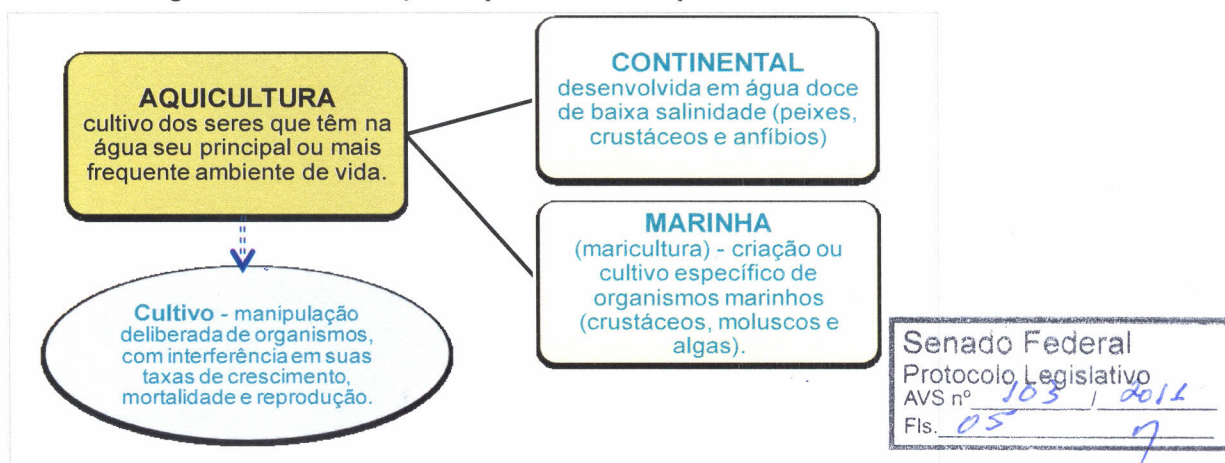 AQUICULTURA
cultivo dos seres que têm na
água seu principal ou mais
frequente ambiente de vida.
CONTINENTAL
desenvolvida em água doce
de baixa salinidade (peixes,
crustáceos e anfíbios)
MARINHA
(maricultura) - criação ou
cultivo específico de
organismos marinhos
(crustáceos, moluscos e
algas).
Cultivo - manipulação
deliberada de organismos,
com interferência em suas
taxas de crescimento,
mortalidade e reprodução.
Senado Federal
Protocolo Legislativo
AVS nº 103 / 2011
Fls. 05